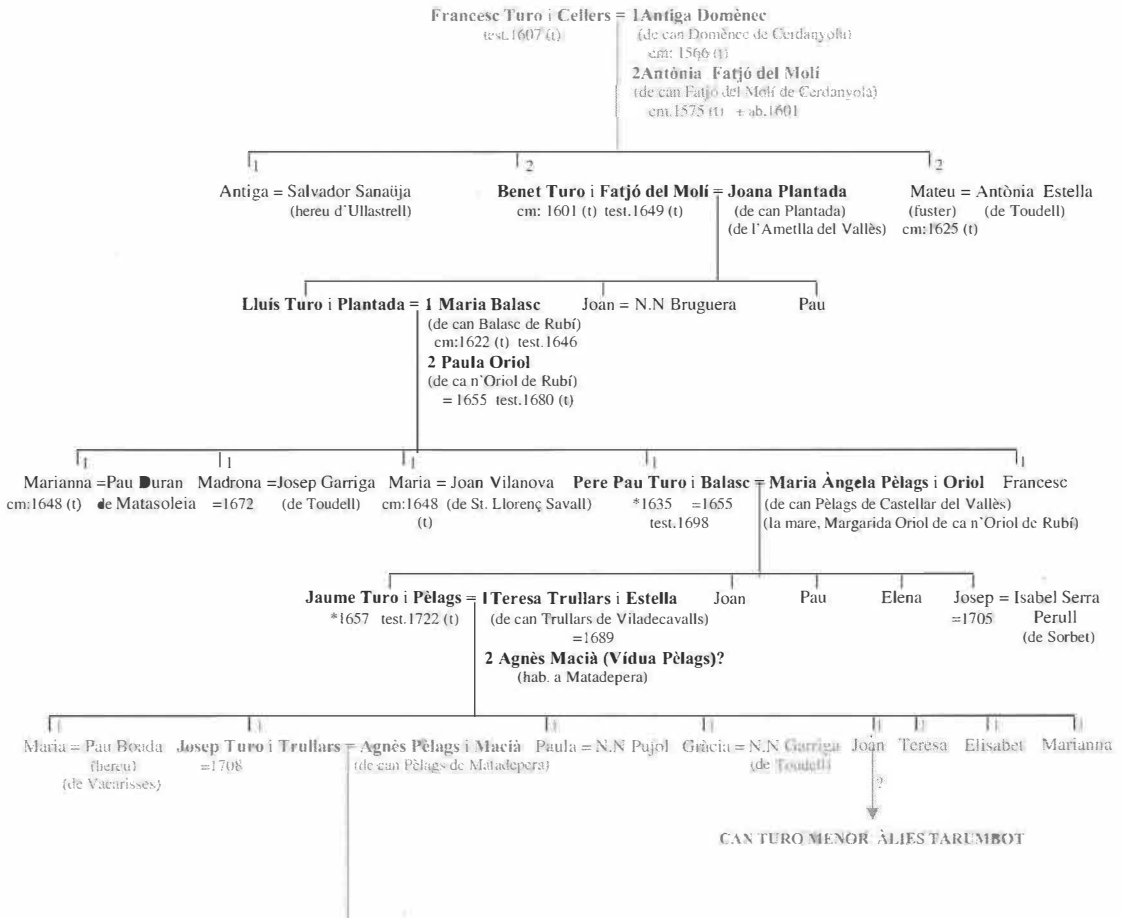 Francesc Turo i Cellers = 1Antiga Domènec
test.1607 (t) (de can Domènec de Cerdanyola)
cm: 1566 (t)
2Antònia Fatjó del Molí
(de can Fatjó del Molí de Cerdanyola)
cm.1575 (t) + ab.1601
1 2 2
Antiga = Salvador Sanaüja Benet Turo i Fatjó del Molí = Joana Plantada Mateu = Antònia Estella
(hereu d'Ullastrell) cm: 1601 (t) test.1649 (t) (de can Plantada) (fuster) (de Toudell)
(de l'Ametlla del Vallès) cm:1625 (t)
Lluís Turo i Plantada = 1 Maria Balasc Joan = N.N Bruguera Pau
(de can Balasc de Rubí)
cm:1622 (t) test.1646
2 Paula Oriol
(de ca n'Oriol de Rubí)
= 1655 test.1680 (t)
1 1 1 1 1
Marianna =Pau Duran Madrona =Josep Garriga Maria = Joan Vilanova Pere Pau Turo i Balasc = Maria Àngela Pèlags i Oriol Francesc
cm:1648 (t) de Matasoleia =1672 (de Toudell) cm:1648 (de St. Llorenç Savall) *1635 =1655 (de can Pèlags de Castellar del Vallès)
(t) test.1698 (la mare, Margarida Oriol de ca n'Oriol de Rubí)
Jaume Turo i Pèlags = 1Teresa Trullars i Estella Joan Pau Elena Josep = Isabel Serra
*1657 test.1722 (t) (de can Trullars de Viladecavalls) =1705 Perull
=1689 (de Sorbet)
2 Agnès Macià (Vídua Pèlags)?
(hab. a Matadepera)
1 1 1 1 1 1 1 1
Maria = Pau Boada Josep Turo i Trullars = Agnès Pèlags i Macià Paula = N.N Pujol Gràcia = N.N Garriga Joan Teresa Elisabet Marianna
(hereu) =1708 (de can Pèlags de Matadepera) (de Toudell)
(de Vacarisses) ?
CAN TURO MENOR ÀLIES TARUMBOT